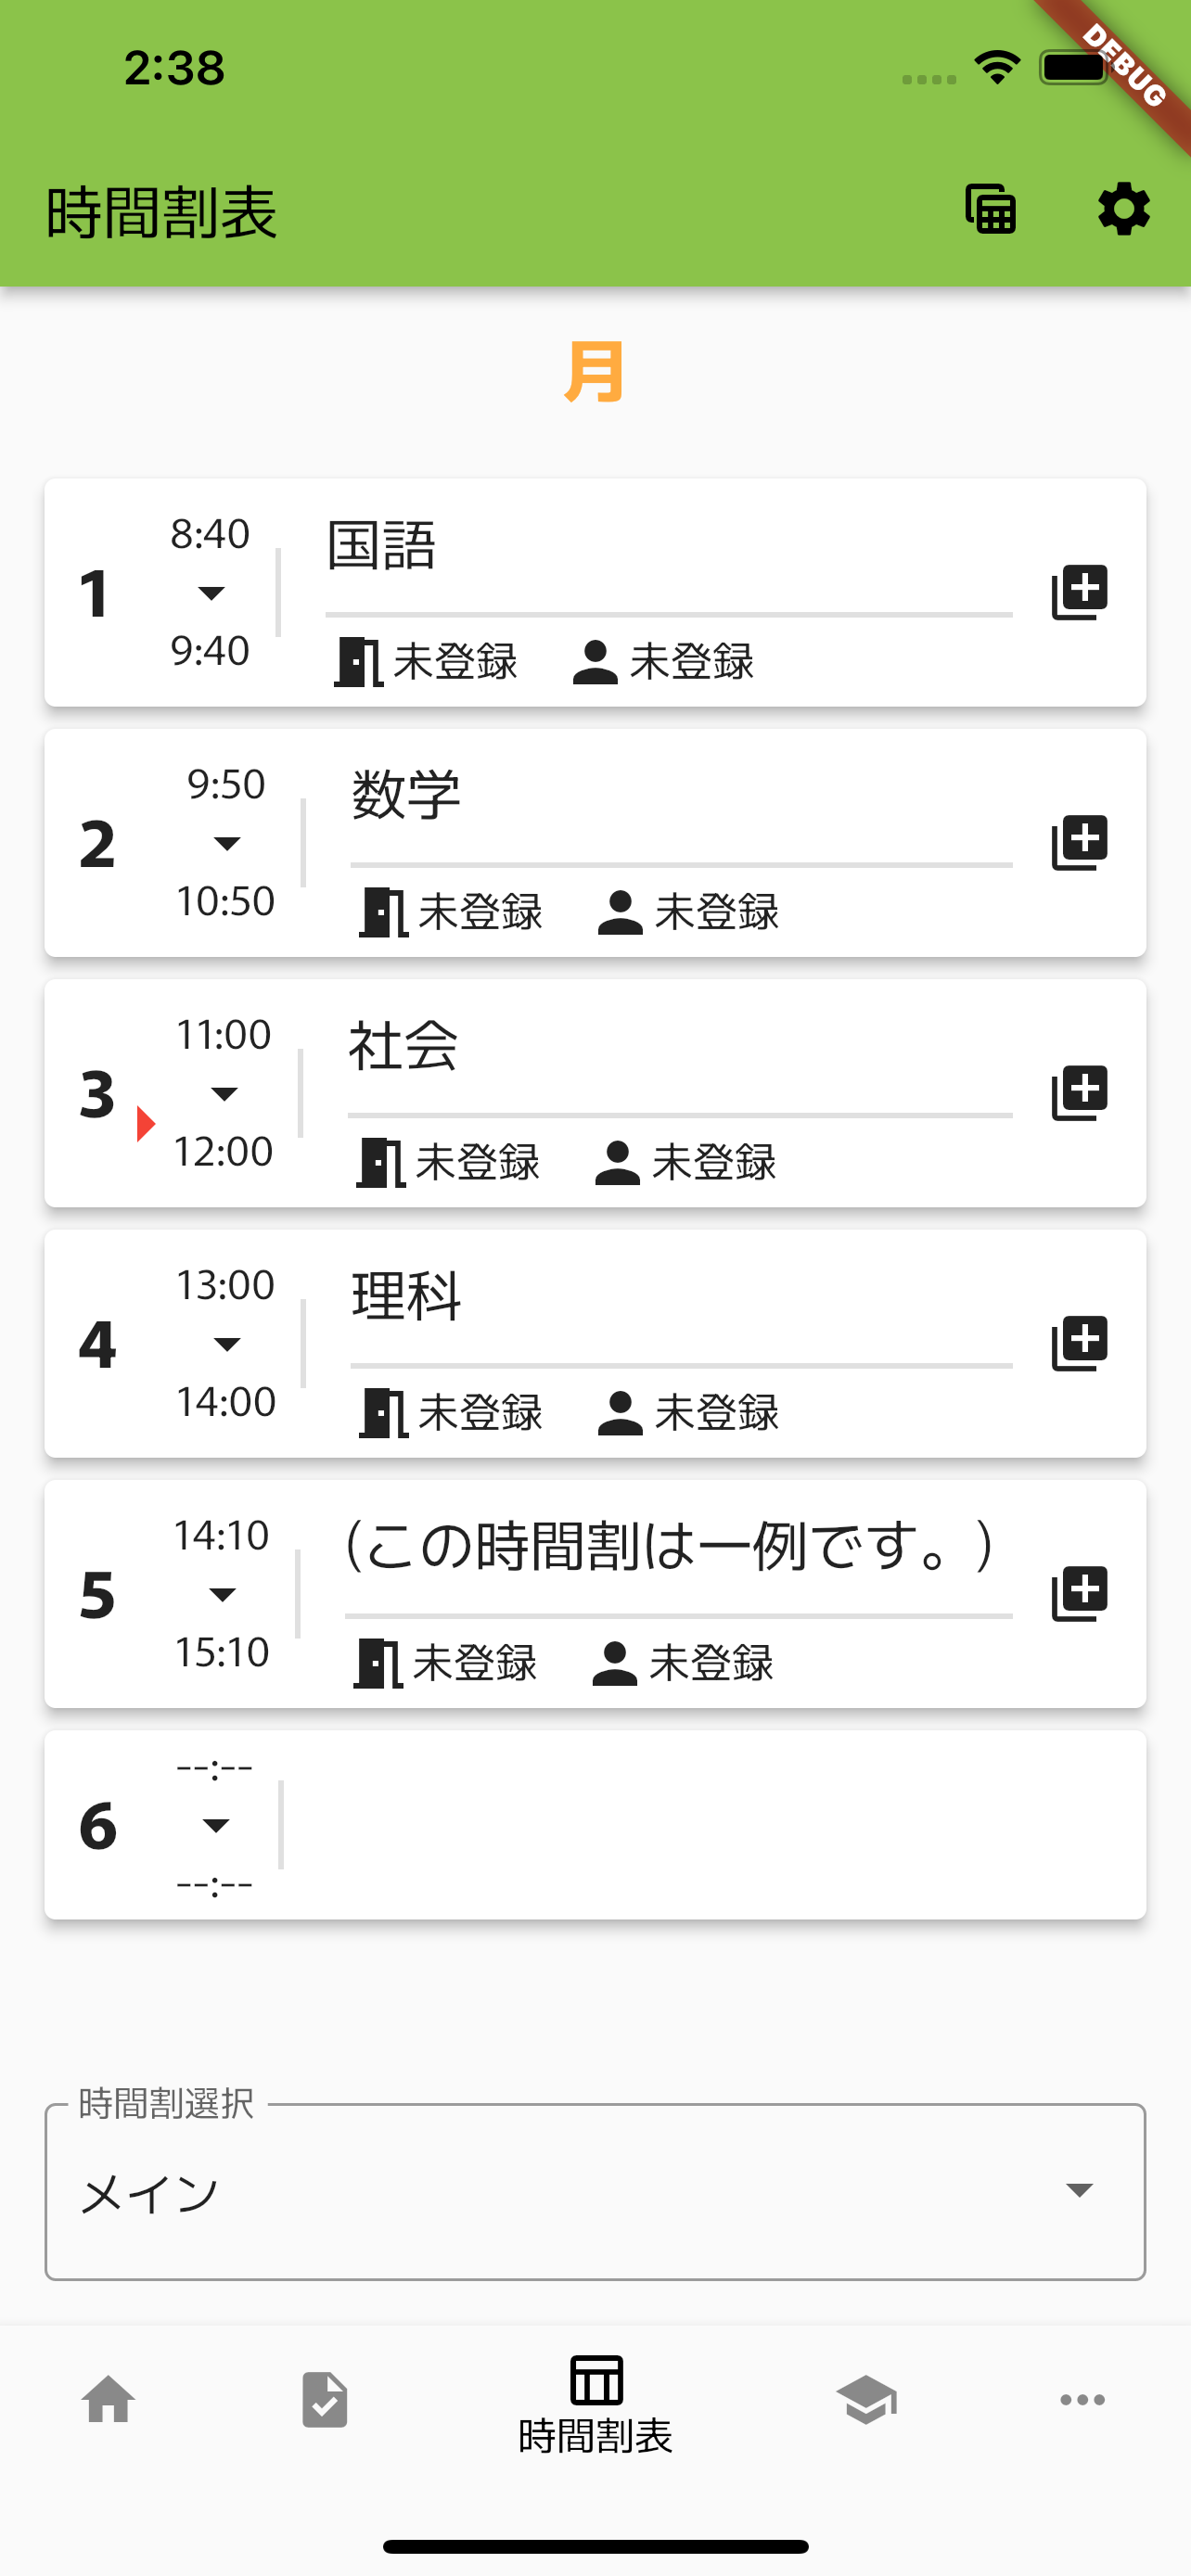 2:38
DEBUG
時間割表
月
8:40
国語
1
9:40
未登録 未登録
9:50
数学
2
10:50
未登録 未登録
11:00
社会
3
12:00
未登録 未登録
13:00
理科
4
14:00
未登録 未登録
14:10
(この時間割は一例です。)
5
15:10
未登録 未登録
--:--
6
--:--
時間割選択
メイン
時間割表